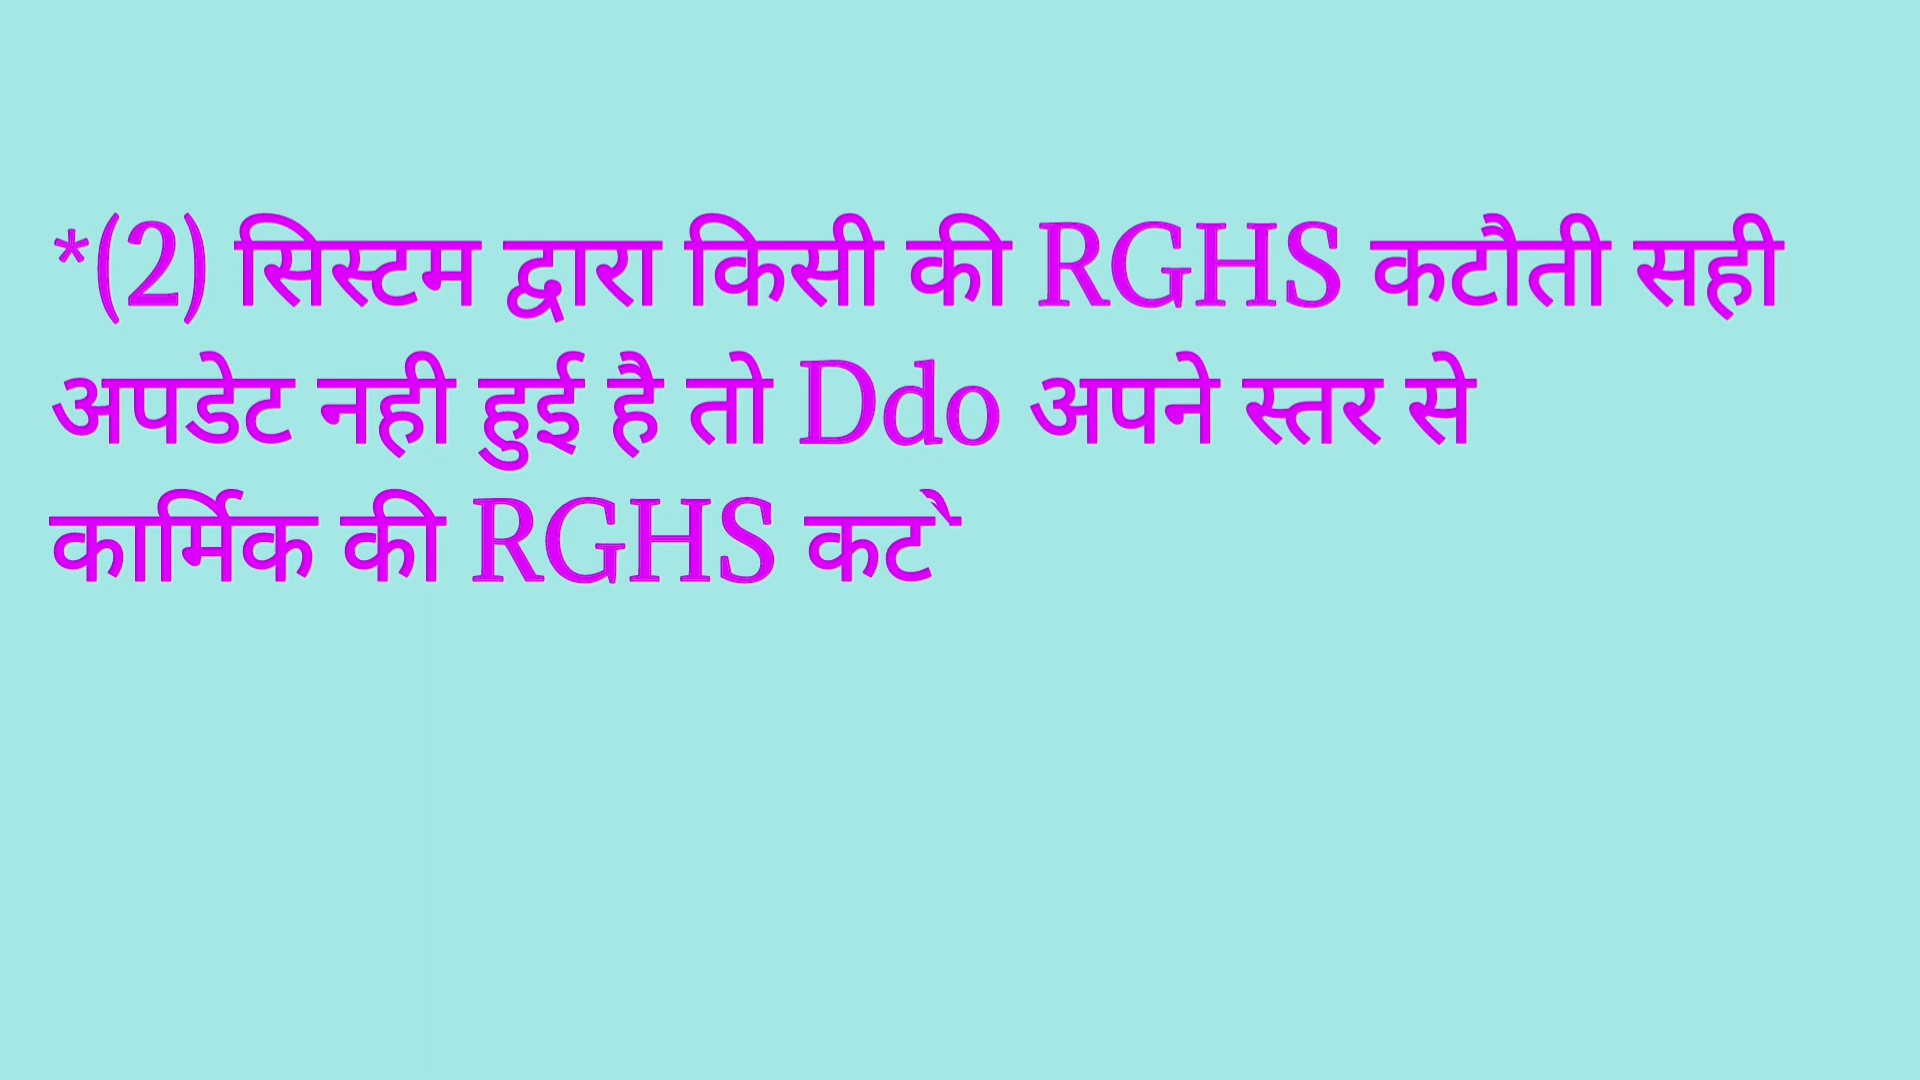 *(2) सिस्टम द्वारा किसी की RGHS कटौती सही
अपडेट नही हुई है तो Ddo अपने स्तर से
कार्मिक की RGHS कटे